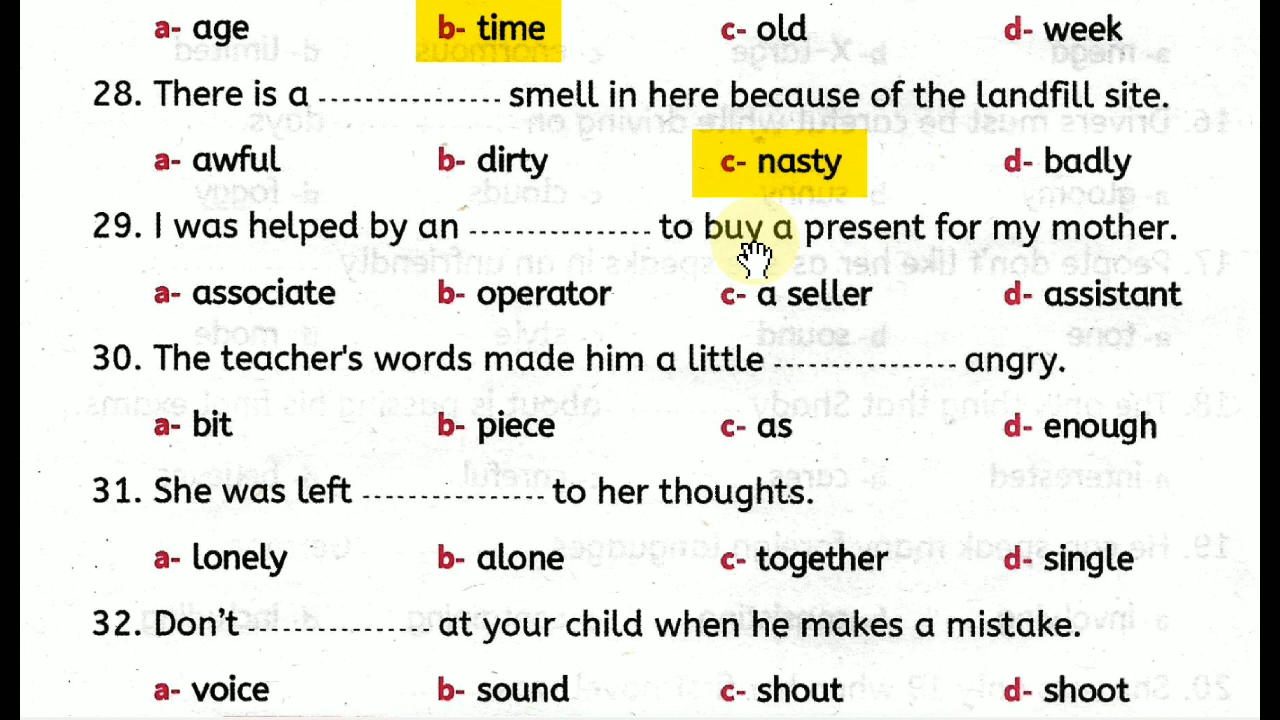 a- age b- time c- old d- week
28. There is a ---------------- smell in here because of the landfill site.
a- awful b- dirty c- nasty d- badly
29. I was helped by an ---------------- to buy a present for my mother.
a- associate b- operator c- a seller d- assistant
30. The teacher's words made him a little ---------------- angry.
a- bit b- piece c- as d- enough
31. She was left ---------------- to her thoughts.
a- lonely b- alone c- together d- single
32. Don't ---------------- at your child when he makes a mistake.
a- voice b- sound c- shout d- shoot